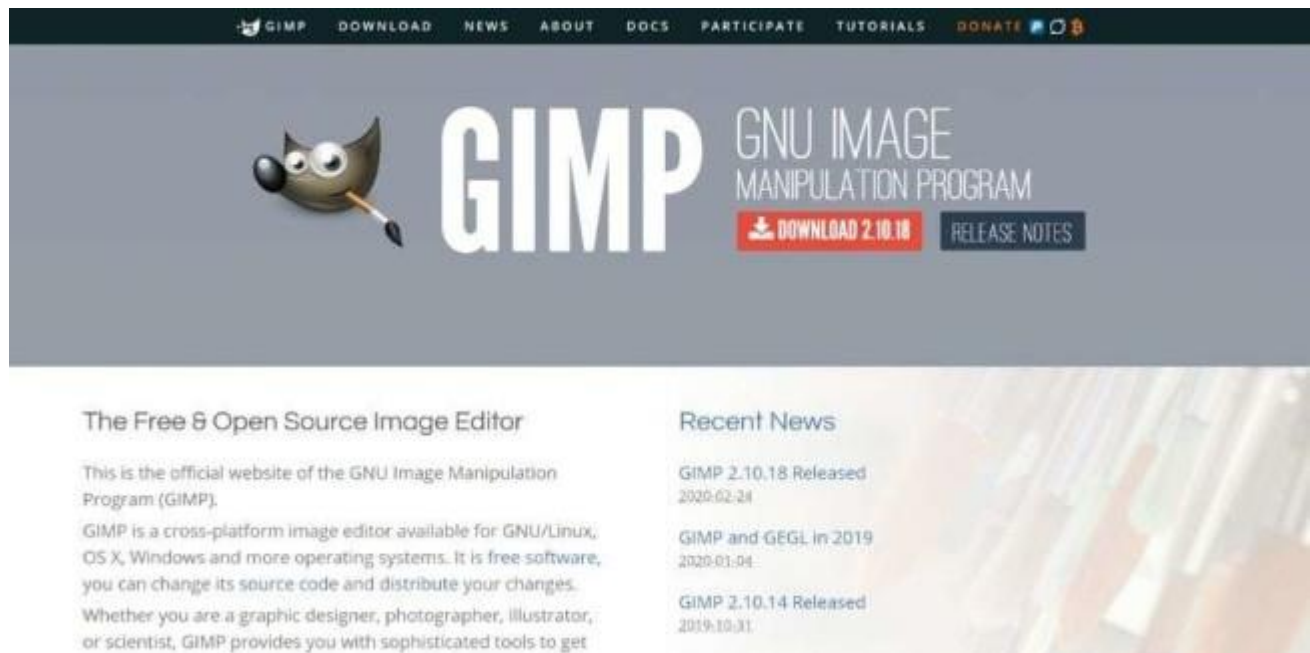 GIMP DOWNLOAD NEWS ABOUT DOCS PARTICIPATE TUTORIALS DONATE
GIMP
GNU IMAGE
MANIPULATION PROGRAM
DOWNLOAD 2.10.18 RELEASE NOTES
The Free & Open Source Image Editor
This is the official website of the GNU Image Manipulation
Program (GIMP).
GIMP is a cross-platform image editor available for GNU/Linux,
OS X, Windows and more operating systems. It is free software,
you can change its source code and distribute your changes.
Whether you are a graphic designer, photographer, illustrator,
or scientist, GIMP provides you with sophisticated tools to get
Recent News
GIMP 2.10.18 Released
2020-02-24
GIMP and GEGL in 2019
2020-01-04
GIMP 2.10.14 Released
2019-10-31